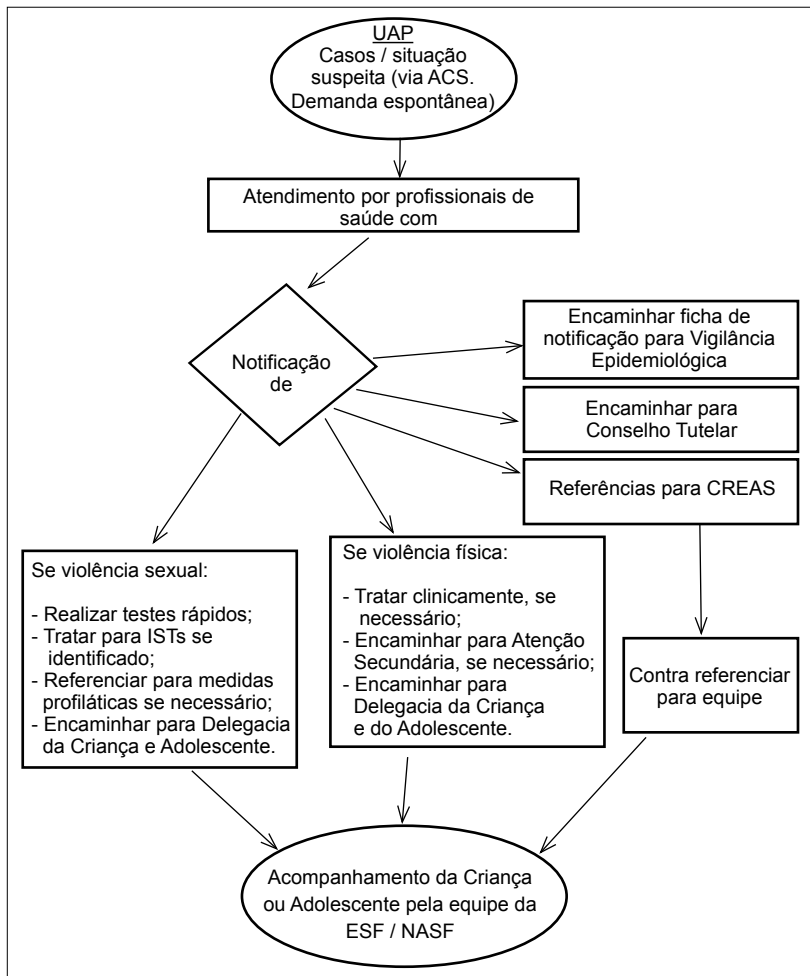 UAP
Casos / situação
suspeita (via ACS.
Demanda espontânea)
Atendimento por profissionais de
saúde com
Notificação
de
Encaminhar ficha de
notificação para Vigilância
Epidemiológica
Encaminhar para
Conselho Tutelar
Referências para CREAS
Se violência sexual:
- Realizar testes rápidos;
- Tratar para ISTs se
identificado;
- Referenciar para medidas
profiláticas se necessário;
- Encaminhar para Delegacia
da Criança e Adolescente.
Se violência física:
- Tratar clinicamente, se
necessário;
- Encaminhar para Atenção
Secundária, se necessário;
- Encaminhar para
Delegacia da Criança
e do Adolescente.
Contra referenciar
para equipe
Acompanhamento da Criança
ou Adolescente pela equipe da
ESF / NASF